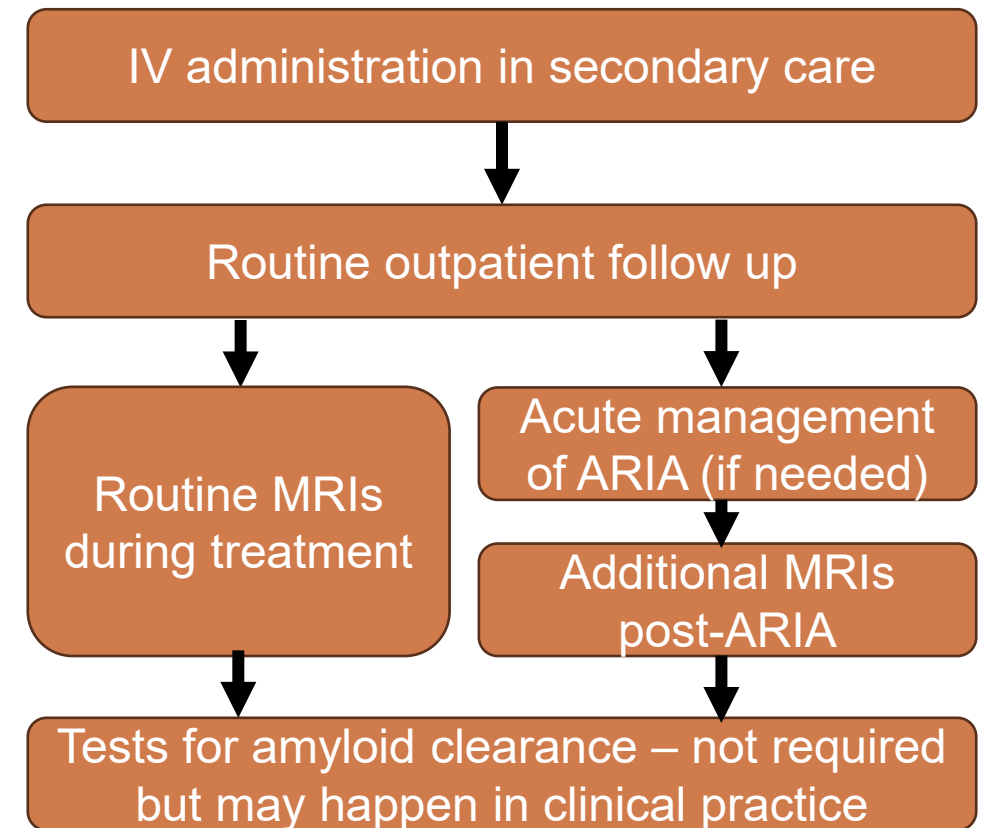 IV administration in secondary care
Routine outpatient follow up
Routine MRIs
during treatment
Acute management
of ARIA (if needed)
Additional MRIs
post-ARIA
Tests for amyloid clearance – not required
but may happen in clinical practice